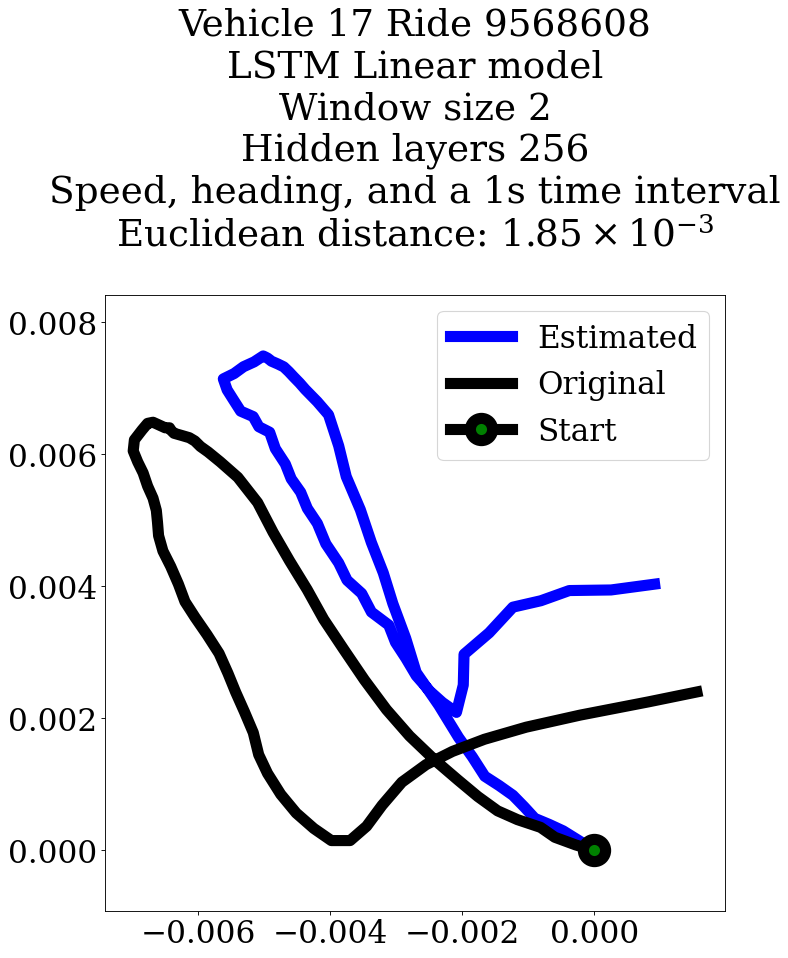 Vehicle 17 Ride 9568608
LSTM Linear model
Window size 2
Hidden layers 256
Speed, heading, and a 1s time interval
Euclidean distance: 1.85 × 10⁻³
Estimated
Original
Start
0.008
0.006
0.004
0.002
0.000
−0.006 −0.004 −0.002 0.000